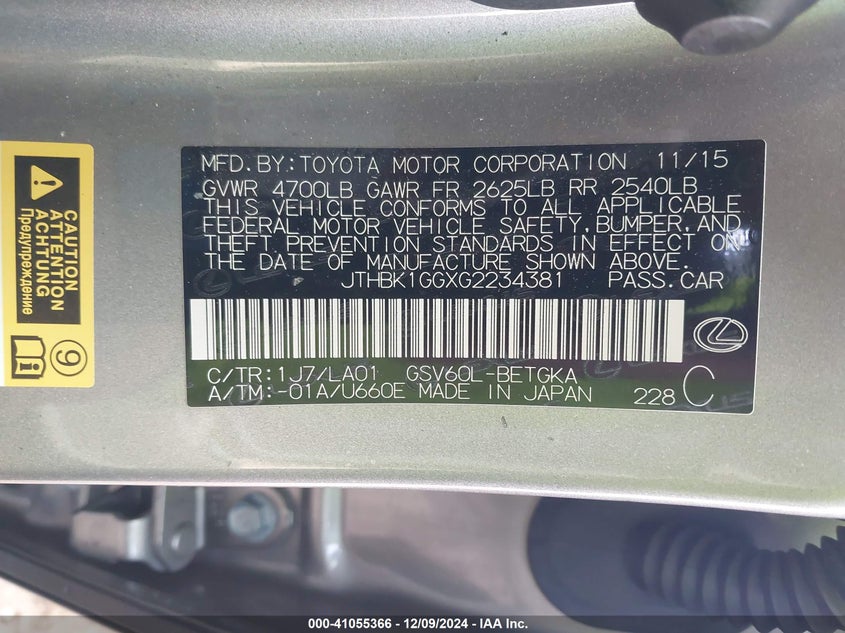 MFD.BY:TOYOTA MOTOR CORPORATION 11/15
GVWR 4700LB GAWR FR 2625LB RR 2540LB
THIS VEHICLE CONFORMS TO ALL APPLICABLE
FEDERAL MOTOR VEHICLE SAFETY,BUMPER,AND
THEFT PREVENTION STANDARDS IN EFFECT ON
THE DATE OF MANUFACTURE SHOWN ABOVE.
JTHBK1GGXG2234381 PASS.CAR
C/TR:1J7/LA01 GSV60L-BETGKA
A/TM:-01A/U660E MADE IN JAPAN 228 C
CAUTION
ATTENTION
ACHTUNG
Предупреждение
9
000-41055366 - 12/09/2024 - IAA Inc.